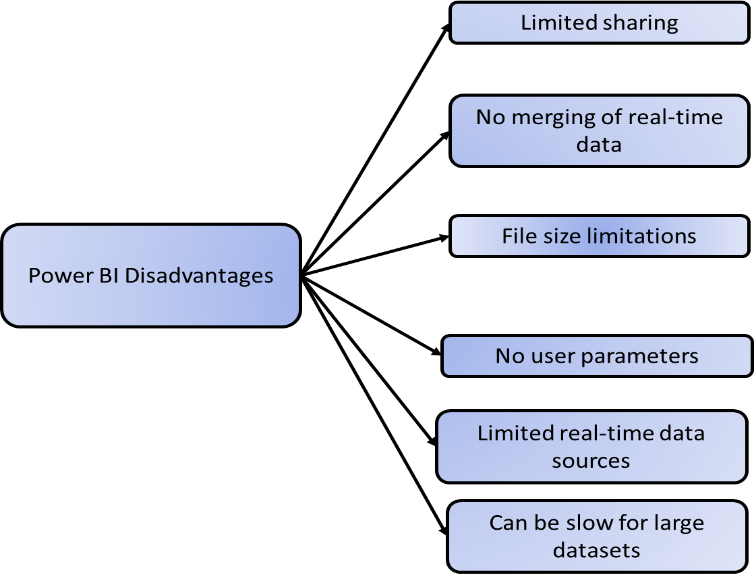 Limited sharing
No merging of real-time
data
File size limitations
Power BI Disadvantages
No user parameters
Limited real-time data
sources
Can be slow for large
datasets